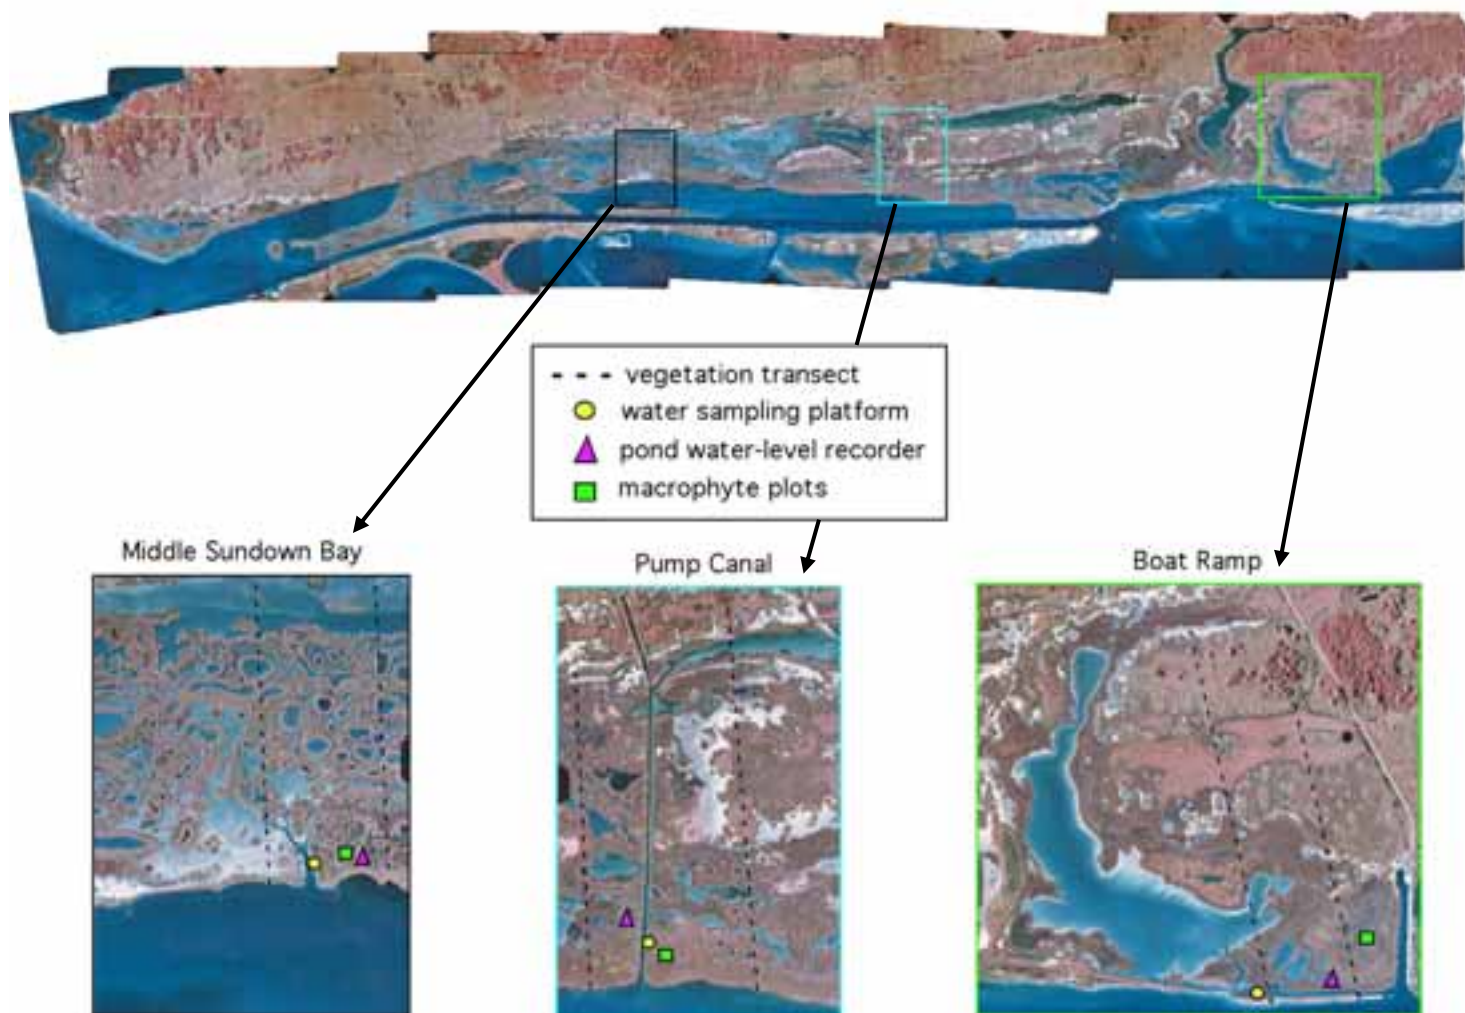 vegetation transect
water sampling platform
pond water-level recorder
macrophyte plots
Middle Sundown Bay
Pump Canal
Boat Ramp